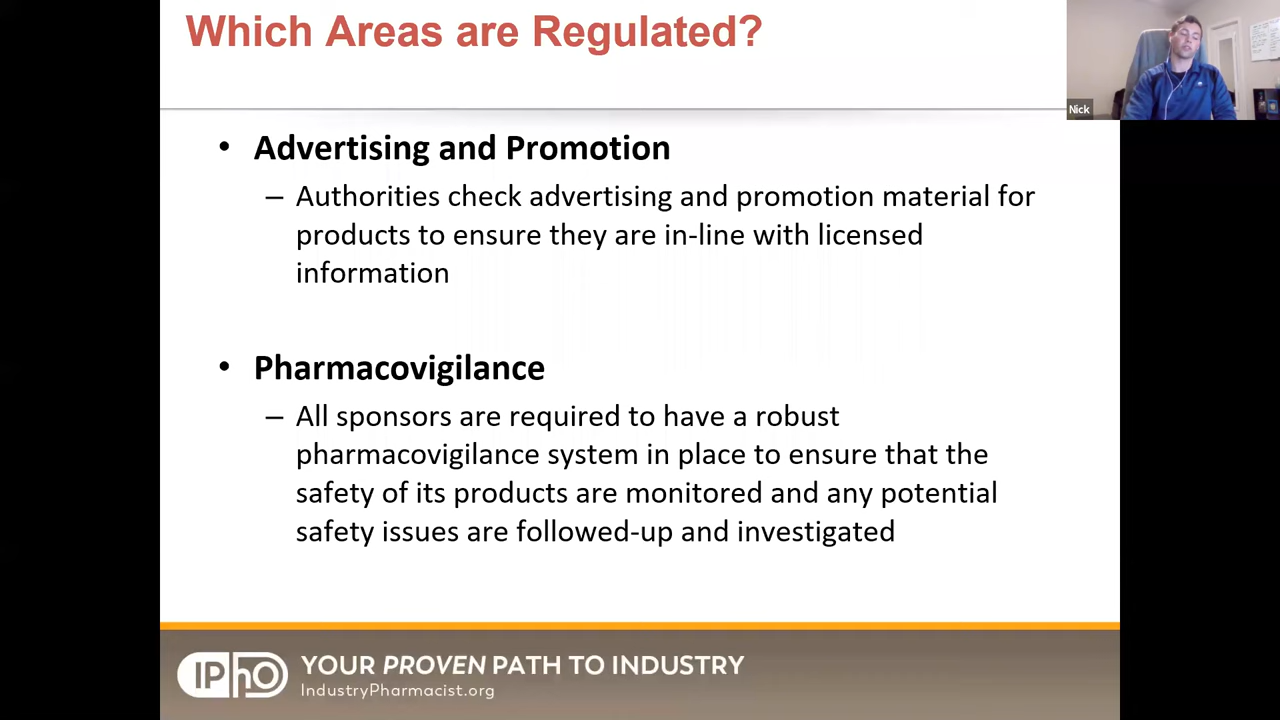 Which Areas are Regulated?
Nick
• Advertising and Promotion
– Authorities check advertising and promotion material for
products to ensure they are in-line with licensed
information
• Pharmacovigilance
– All sponsors are required to have a robust
pharmacovigilance system in place to ensure that the
safety of its products are monitored and any potential
safety issues are followed-up and investigated
IPhO
YOUR PROVEN PATH TO INDUSTRY
IndustryPharmacist.org